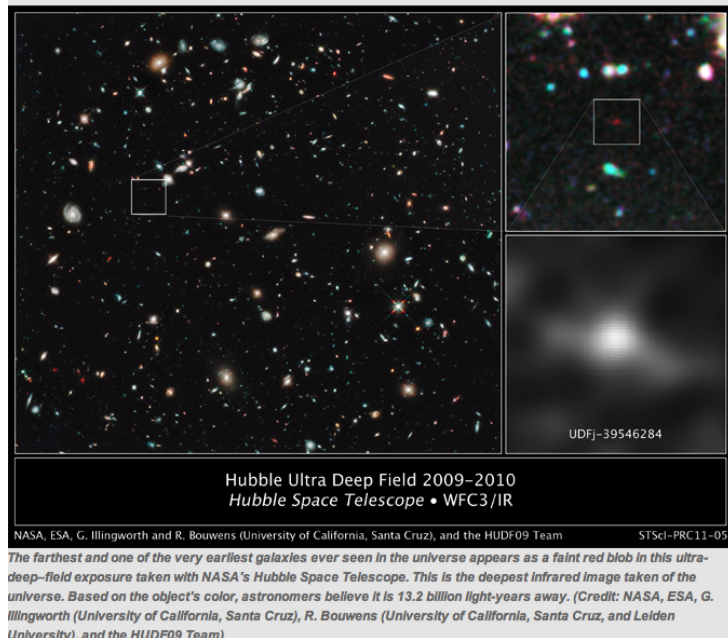 UDFj-39546284
Hubble Ultra Deep Field 2009–2010
Hubble Space Telescope • WFC3/IR
NASA, ESA, G. Illingworth and R. Bouwens (University of California, Santa Cruz), and the HUDF09 Team STScI-PRC11-05
The farthest and one of the very earliest galaxies ever seen in the universe appears as a faint red blob in this ultra-
deep–field exposure taken with NASA's Hubble Space Telescope. This is the deepest infrared image taken of the
universe. Based on the object's color, astronomers believe it is 13.2 billion light-years away. (Credit: NASA, ESA, G.
Illingworth (University of California, Santa Cruz), R. Bouwens (University of California, Santa Cruz, and Leiden
University), and the HUDF09 Team)